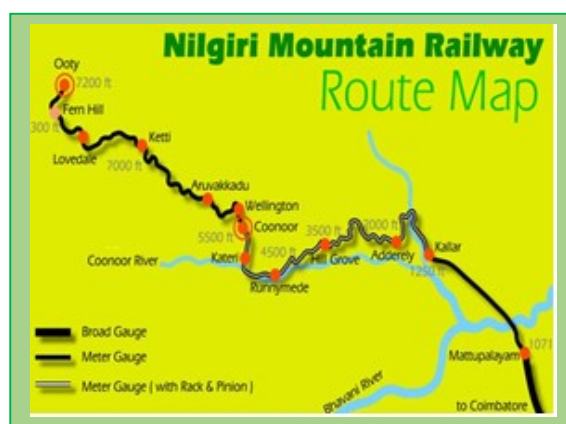 Nilgiri Mountain Railway
Route Map
Ooty
7200 ft
Fern Hill
300 ft
Lovedale
Ketti
7000 ft
Aruvakkadu
Wellington
Coonoor
5500 ft
Coonoor River
Kateri
4500 ft
Runnymede
3500 ft
Hill Grove
2000 ft
Adderely
Kallar
1250 ft
1071
Mattupalayam
Bhavani River
to Coimbatore
Broad Gauge
Meter Gauge
Meter Gauge ( with Rack & Pinion )